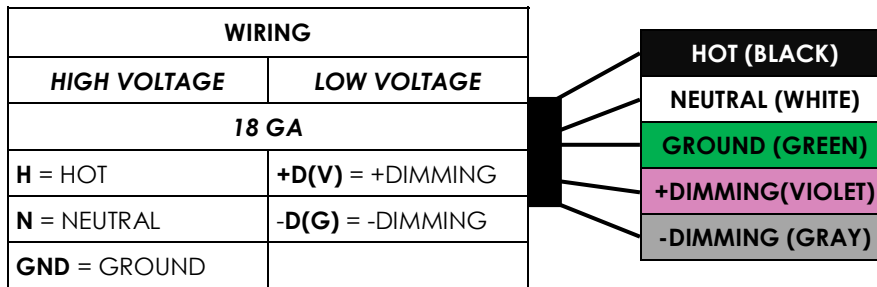 WIRING
HIGH VOLTAGE LOW VOLTAGE
18 GA
H = HOT +D(V) = +DIMMING
N = NEUTRAL -D(G) = -DIMMING
GND = GROUND
HOT (BLACK)
NEUTRAL (WHITE)
GROUND (GREEN)
+DIMMING(VIOLET)
-DIMMING (GRAY)